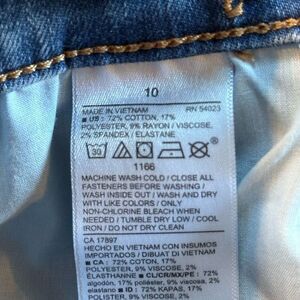 10
MADE IN VIETNAM RN 54023
■ US : 72% COTTON, 17%
POLYESTER, 9% RAYON / VISCOSE,
2% SPANDEX / ELASTANE
30
1166
MACHINE WASH COLD / CLOSE ALL
FASTENERS BEFORE WASHING /
WASH INSIDE OUT / WASH AND DRY
WITH LIKE COLORS / ONLY
NON-CHLORINE BLEACH WHEN
NEEDED / TUMBLE DRY LOW / COOL
IRON / DO NOT DRY CLEAN
CA 17897
HECHO EN VIETNAM CON INSUMOS
IMPORTADOS / DIBUAT DI VIETNAM
■ CA : 72% COTON, 17%
POLYESTER, 9% VISCOSE, 2%
ELASTHANNE ■ CL/CR/MX/PE : 72%
algodón, 17% poliéster, 9% viscosa, 2%
elastano ■ ID : 72% KAPAS, 17%
POLIESTER, 9% VISCOSE, 2%